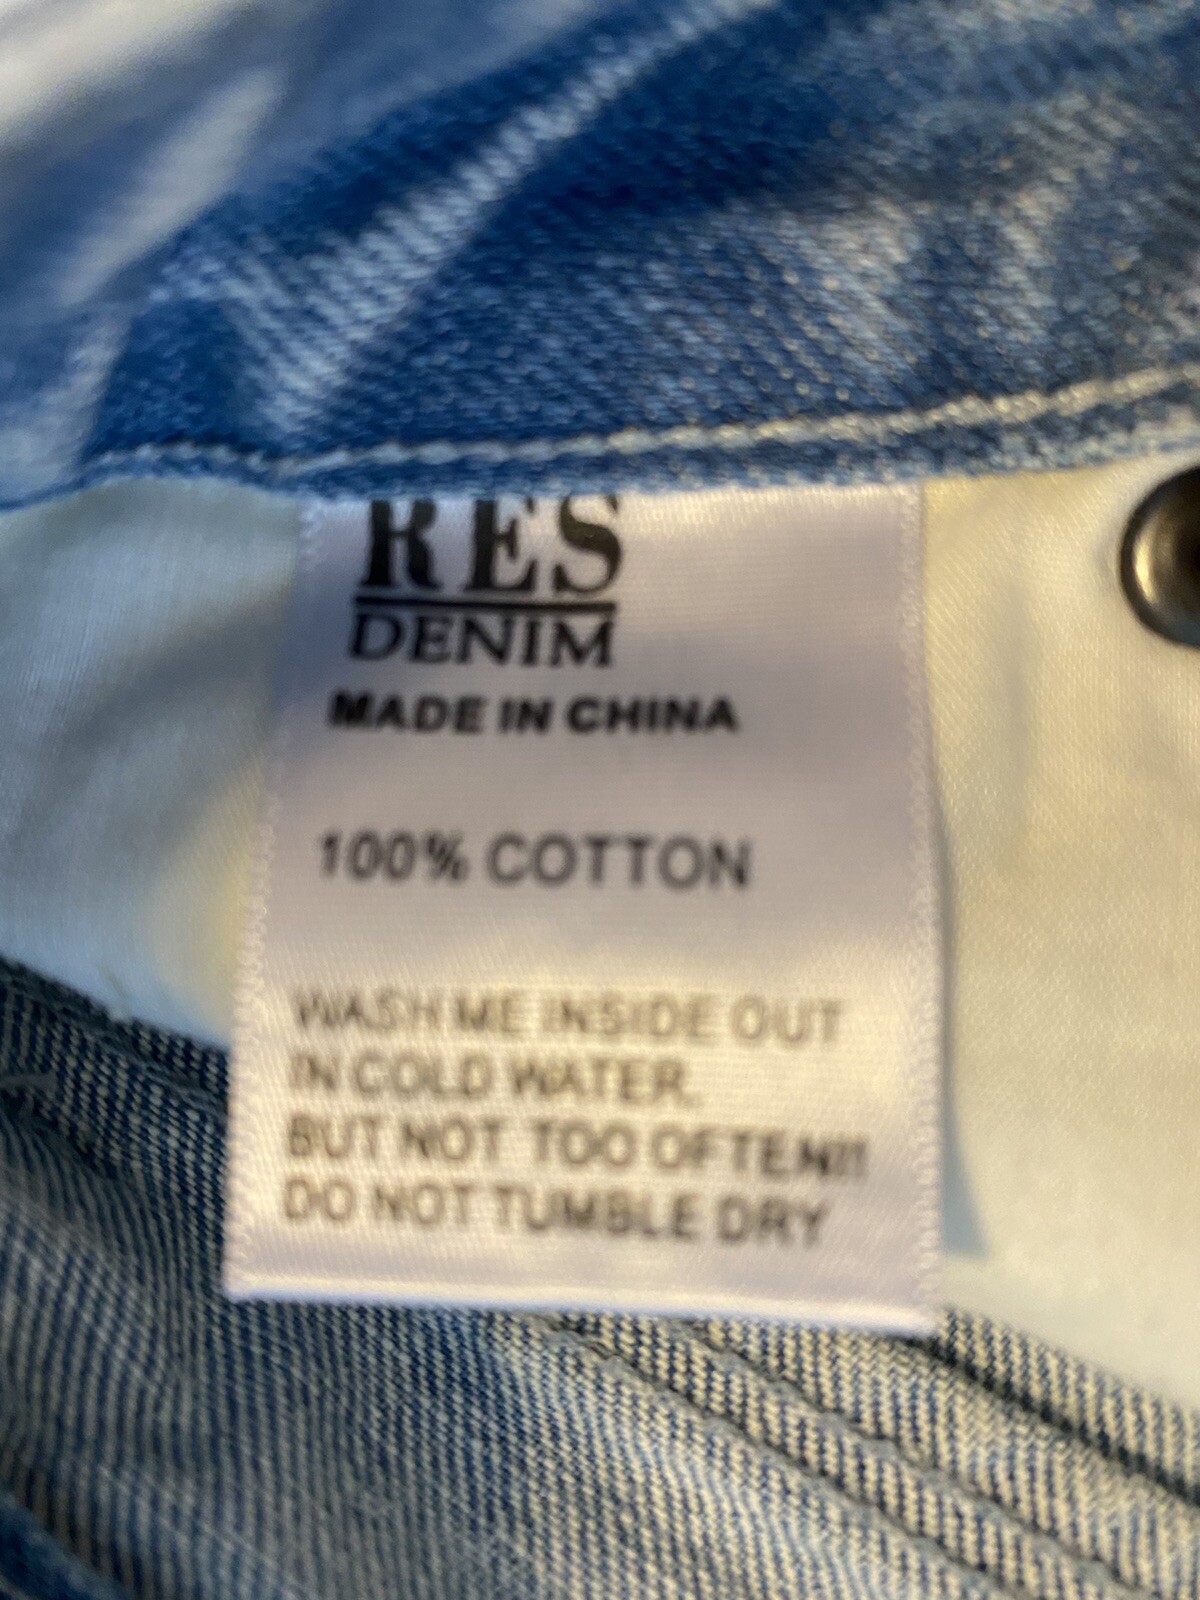 RES
DENIM
MADE IN CHINA
100% COTTON
WASH ME INSIDE OUT
IN COLD WATER.
BUT NOT TOO OFTEN!!
DO NOT TUMBLE DRY